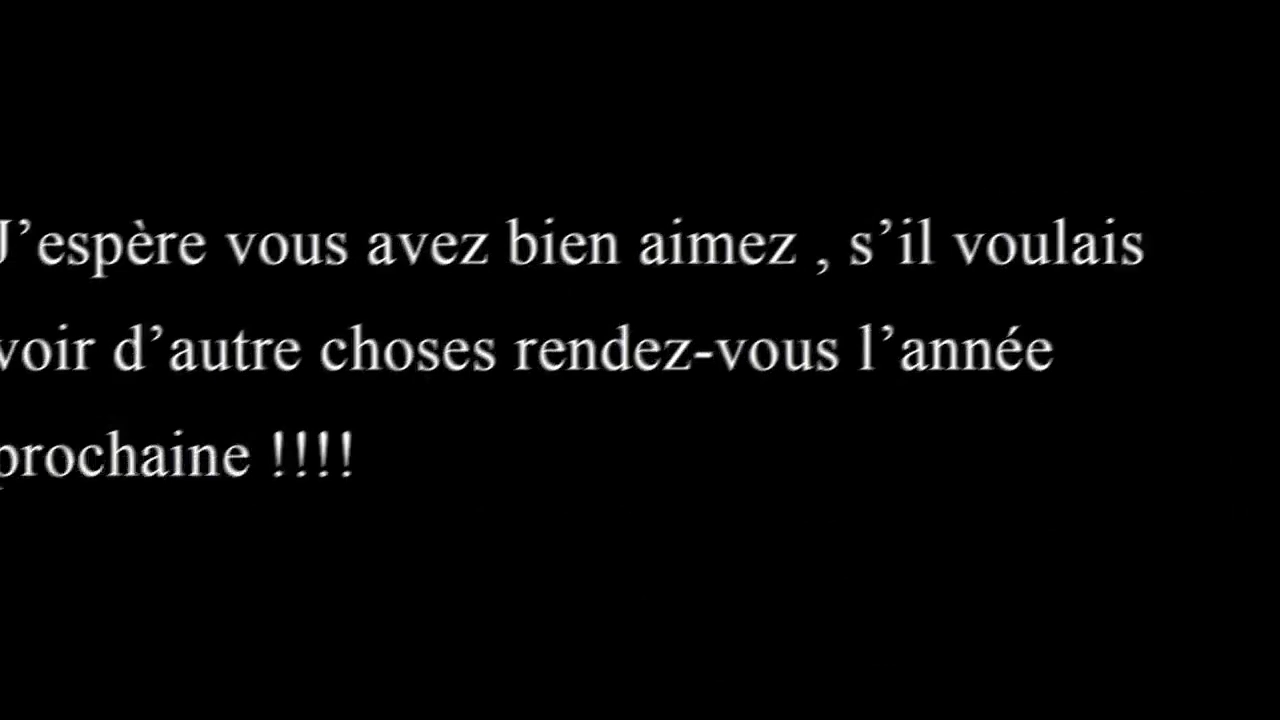 J’espère vous avez bien aimez , s’il voulais
voir d’autre choses rendez-vous l’année
prochaine !!!!